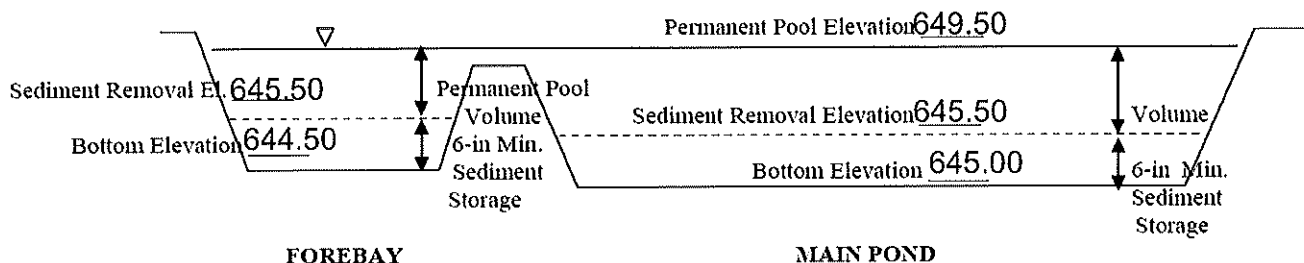 Permanent Pool Elevation 649.50
Sediment Removal El. 645.50
Permanent Pool
Volume
Bottom Elevation 644.50
6-in Min.
Sediment
Storage
Sediment Removal Elevation 645.50
Volume
Bottom Elevation 645.00
6-in Min.
Sediment
Storage
FOREBAY
MAIN POND